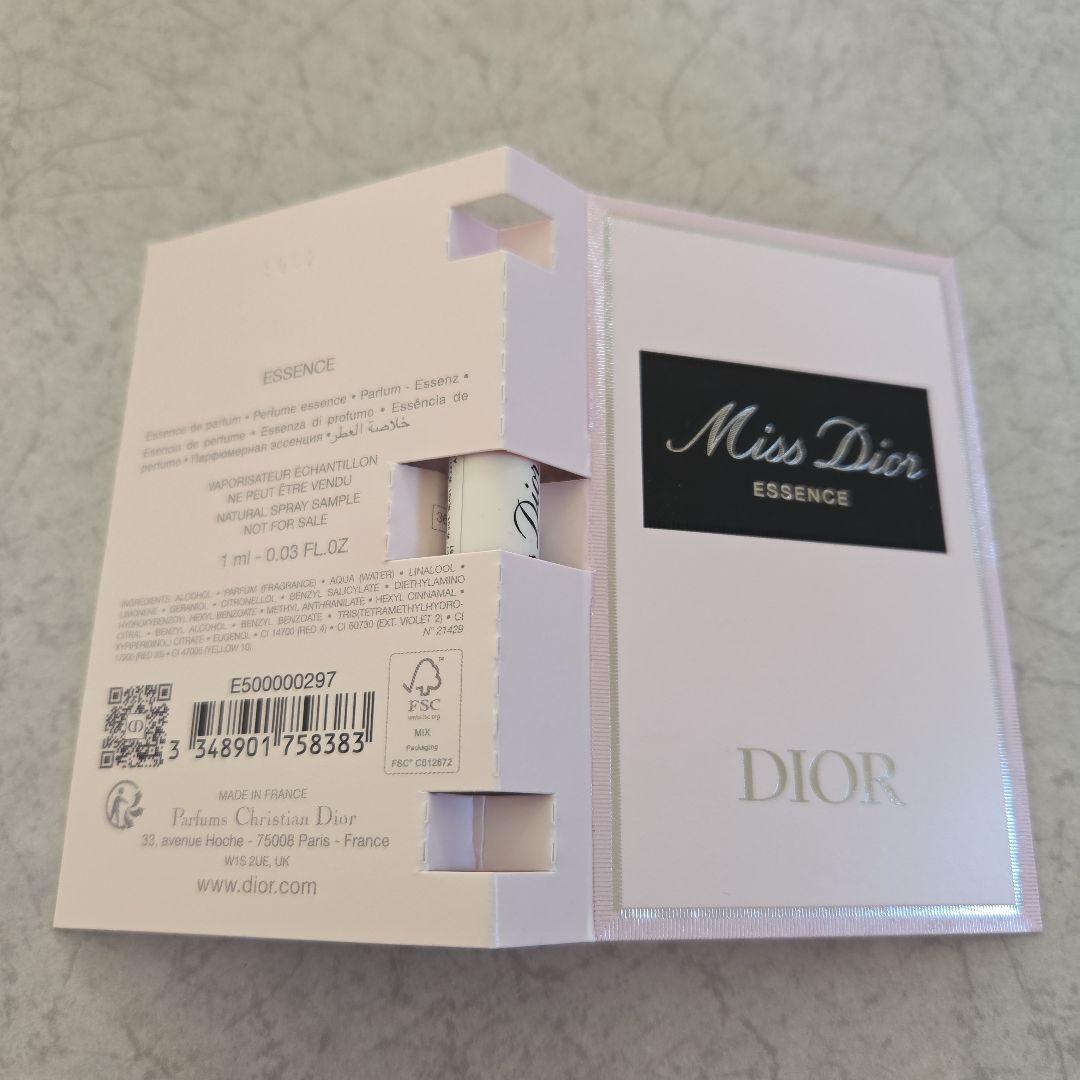 ESSENCE
Essence de parfum • Perfume essence • Parfum - Essenz •
Esencia de perfume • Essenza di profumo • Essência de
perfume • Парфюмерная эссенция • خلاصة العطر
VAPORISATEUR ÉCHANTILLON
NE PEUT ÊTRE VENDU
NATURAL SPRAY SAMPLE
NOT FOR SALE
1 ml - 0.03 FL.OZ
INGREDIENTS: ALCOHOL • PARFUM (FRAGRANCE) • AQUA (WATER) • LINALOOL •
LIMONENE • GERANIOL • CITRONELLOL • BENZYL SALICYLATE • DIETHYLAMINO
HYDROXYBENZOYL HEXYL BENZOATE • METHYL ANTHRANILATE • HEXYL CINNAMAL •
CITRAL • BENZYL ALCOHOL • BENZYL BENZOATE • TRIS(TETRAMETHYLHYDRO-
XYPIPERIDINOL) CITRATE • EUGENOL • CI 14700 (RED 4) • CI 60730 (EXT. VIOLET 2) • CI
17200 (RED 33) • CI 47005 (YELLOW 10)
N° 21429
E500000297
3 348901 758383
FSC™
www.fsc.org
MIX
Packaging
FSC® C012672
MADE IN FRANCE
Parfums Christian Dior
33, avenue Hoche - 75008 Paris - France
W1S 2UE, UK
www.dior.com
36
Dior
Miss Dior
ESSENCE
DIOR